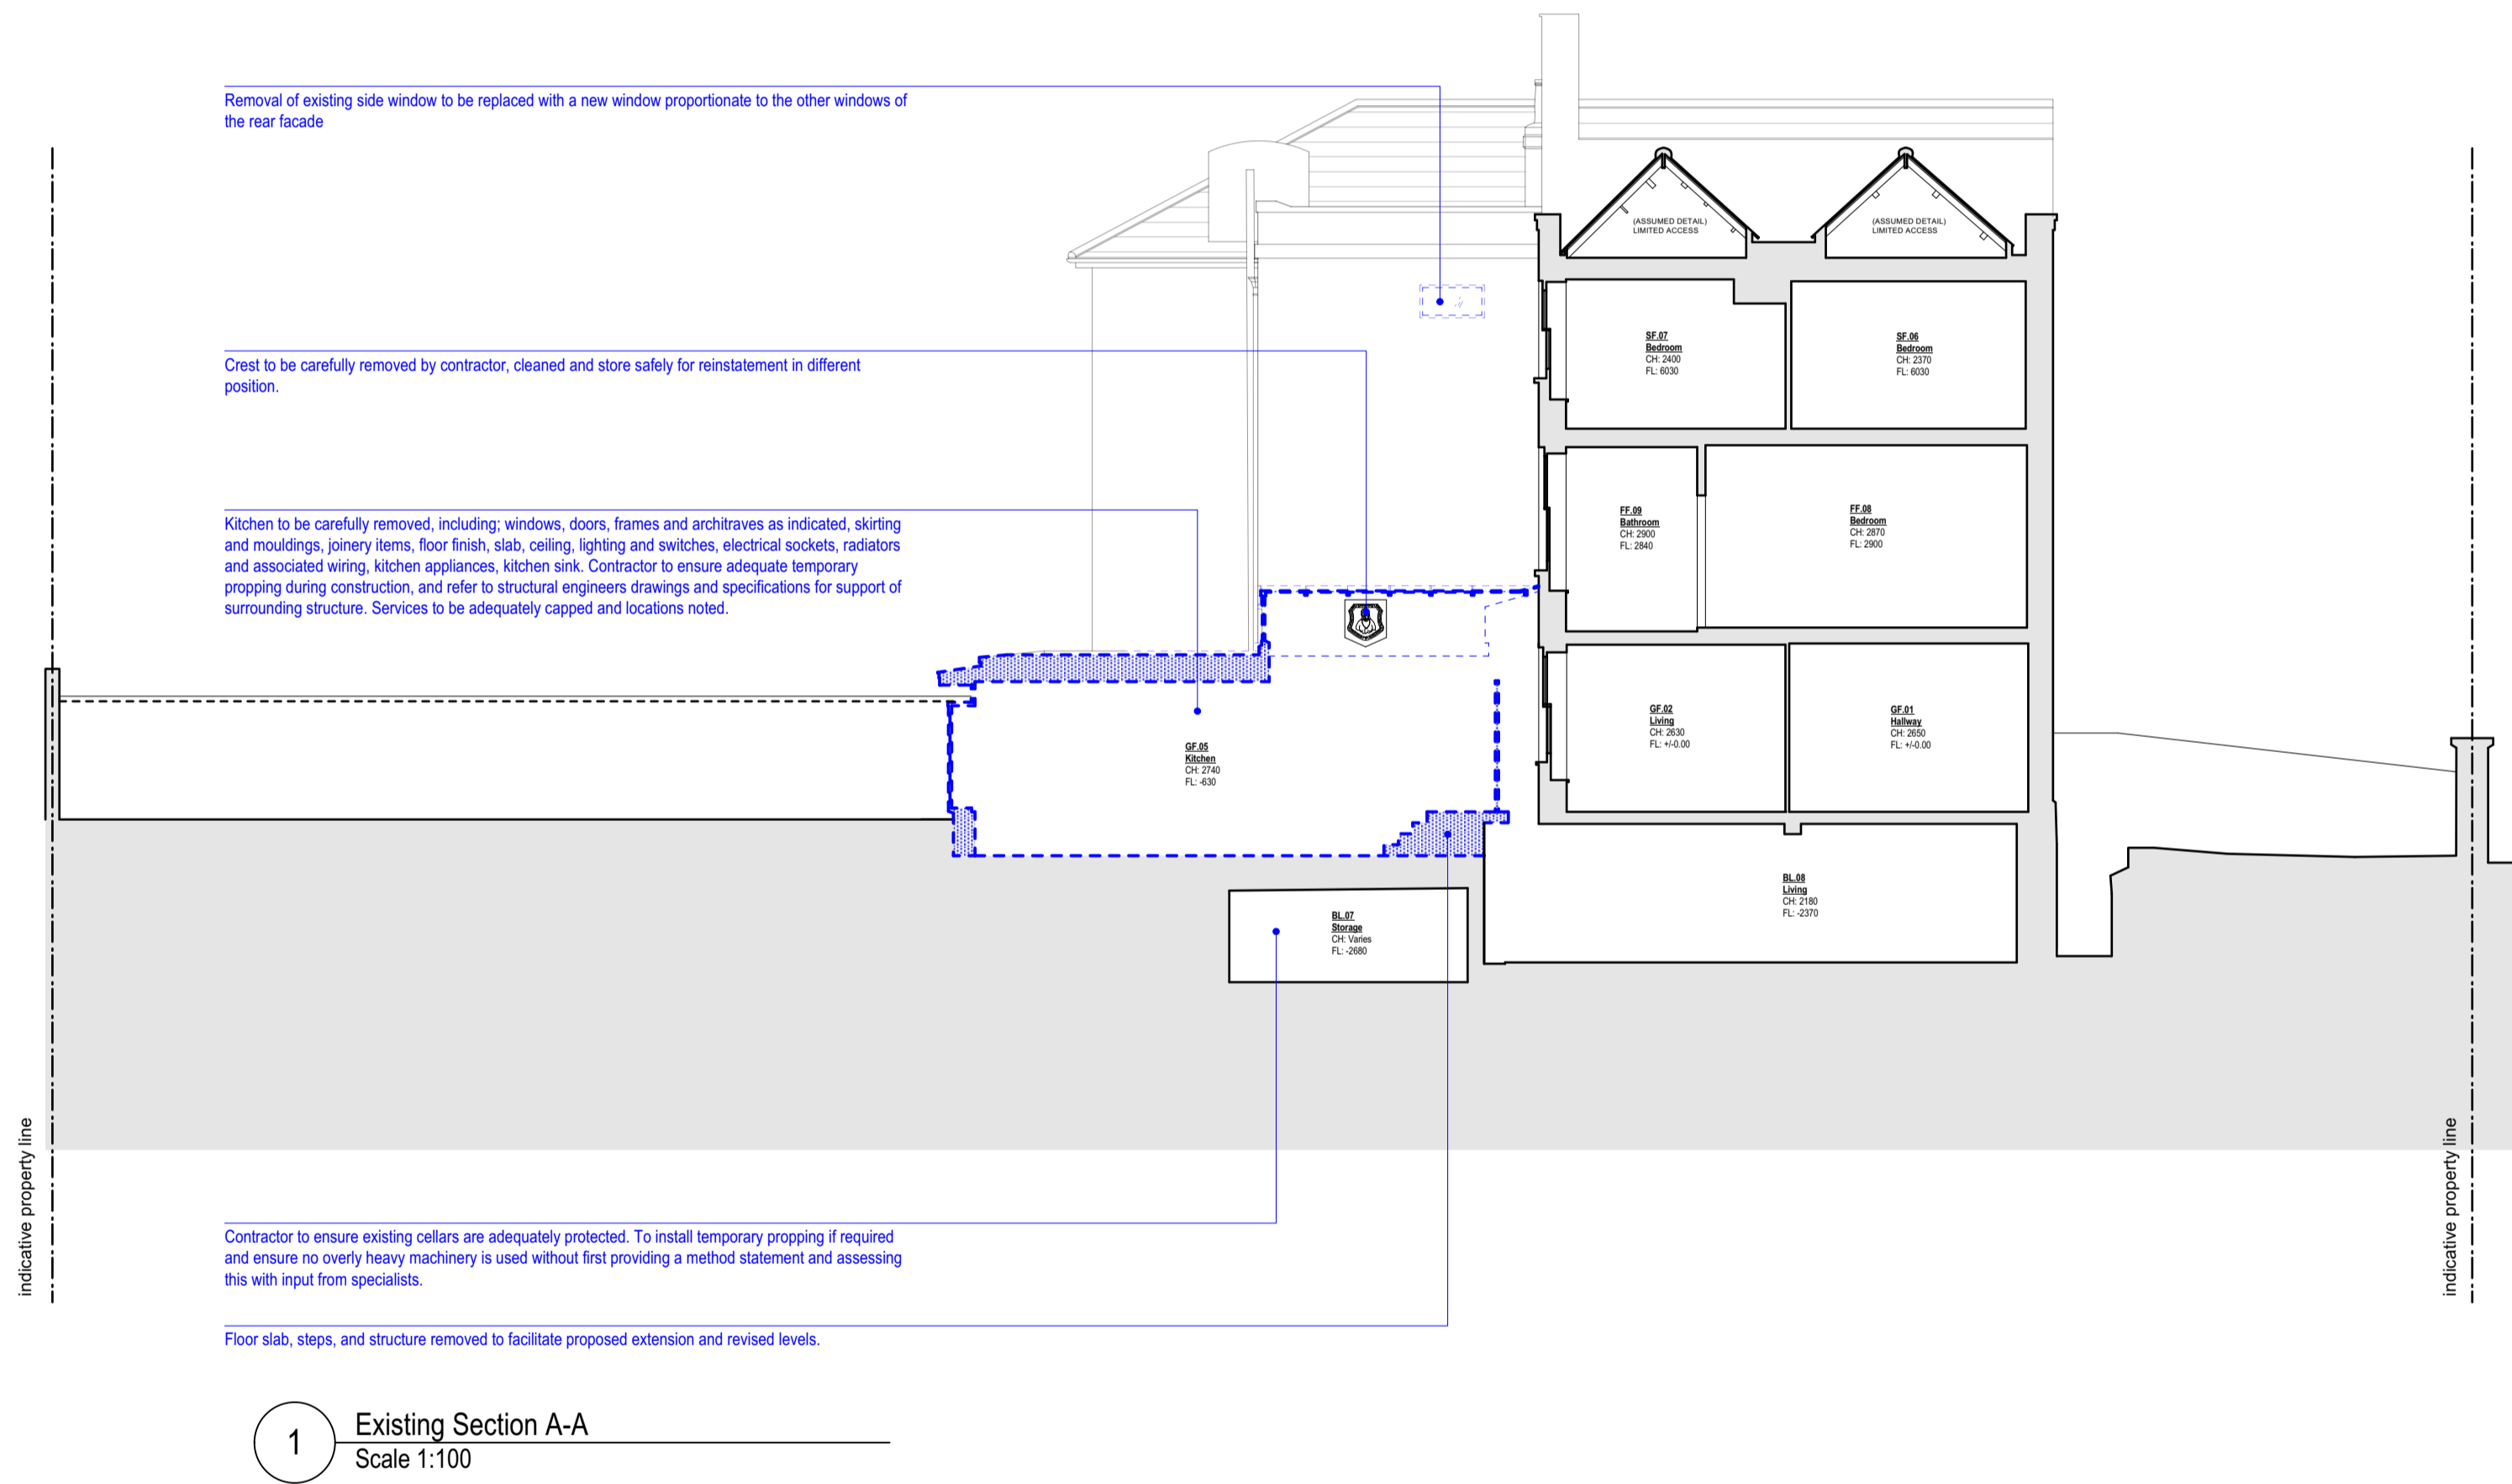 Removal of existing side window to be replaced with a new window proportionate to the other windows of
the rear facade
(ASSUMED DETAIL)
LIMITED ACCESS
(ASSUMED DETAIL)
LIMITED ACCESS
SF.07
Bedroom
CH: 2400
FL: 6030
SF.06
Bedroom
CH: 2370
FL: 6030
Crest to be carefully removed by contractor, cleaned and store safely for reinstatement in different
position.
Kitchen to be carefully removed, including; windows, doors, frames and architraves as indicated, skirting
and mouldings, joinery items, floor finish, slab, ceiling, lighting and switches, electrical sockets, radiators
and associated wiring, kitchen appliances, kitchen sink. Contractor to ensure adequate temporary
propping during construction, and refer to structural engineers drawings and specifications for support of
surrounding structure. Services to be adequately capped and locations noted.
FF.09
Bathroom
CH: 2900
FL: 2840
FF.08
Bedroom
CH: 2870
FL: 2900
GF.05
Kitchen
CH: 2740
FL: -630
GF.02
Living
CH: 2630
FL: +/-0.00
GF.01
Hallway
CH: 2650
FL: +/-0.00
BL.07
Storage
CH: Varies
FL: -2680
BL.08
Living
CH: 2180
FL: -2370
indicative property line
indicative property line
Contractor to ensure existing cellars are adequately protected. To install temporary propping if required
and ensure no overly heavy machinery is used without first providing a method statement and assessing
this with input from specialists.
Floor slab, steps, and structure removed to facilitate proposed extension and revised levels.
1
Existing Section A-A
Scale 1:100